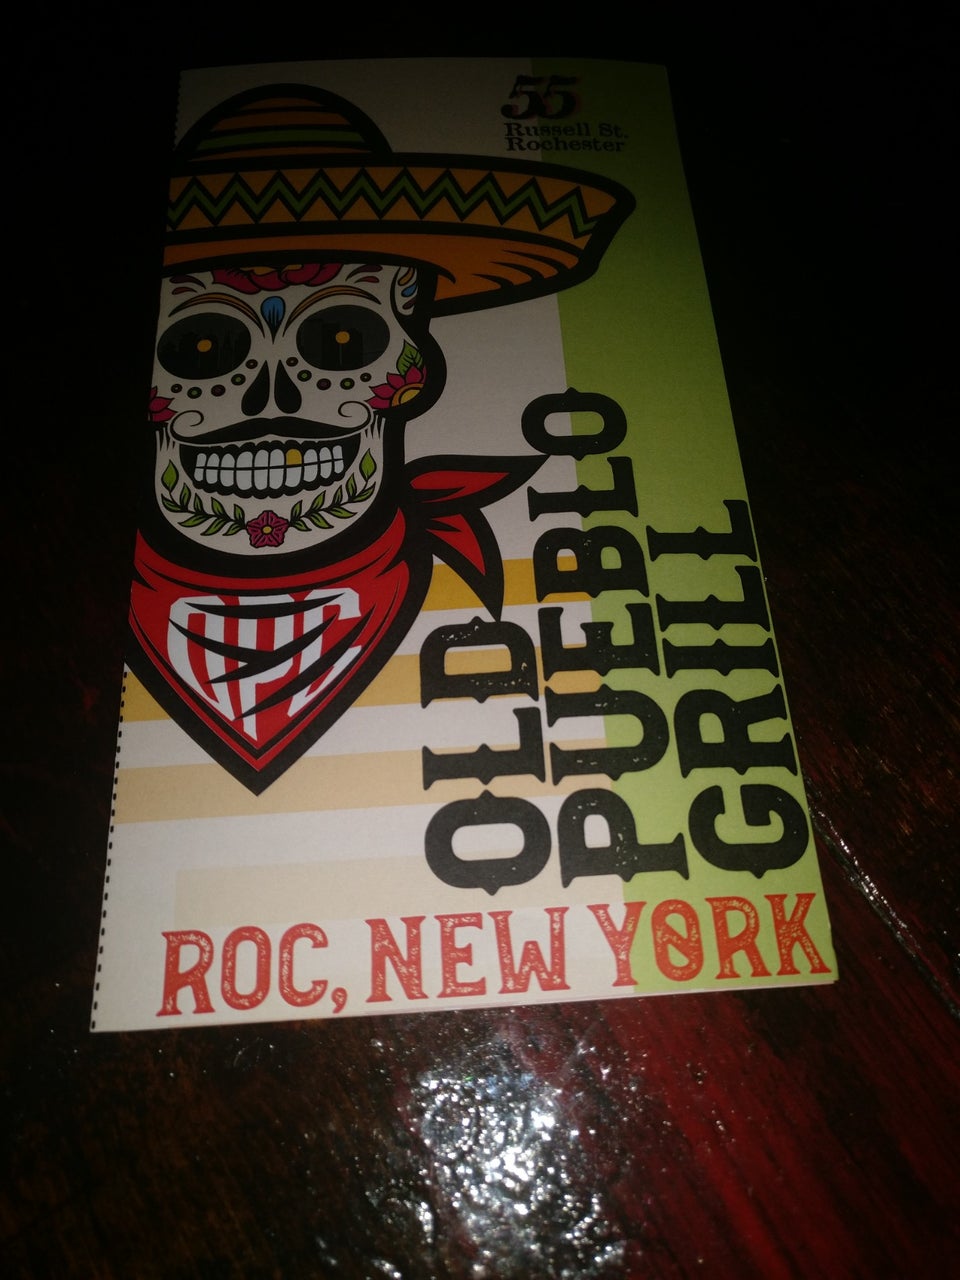 55
Russell St.
Rochester
OPG
OLD
PUEBLO
GRILL
ROC, NEW YORK